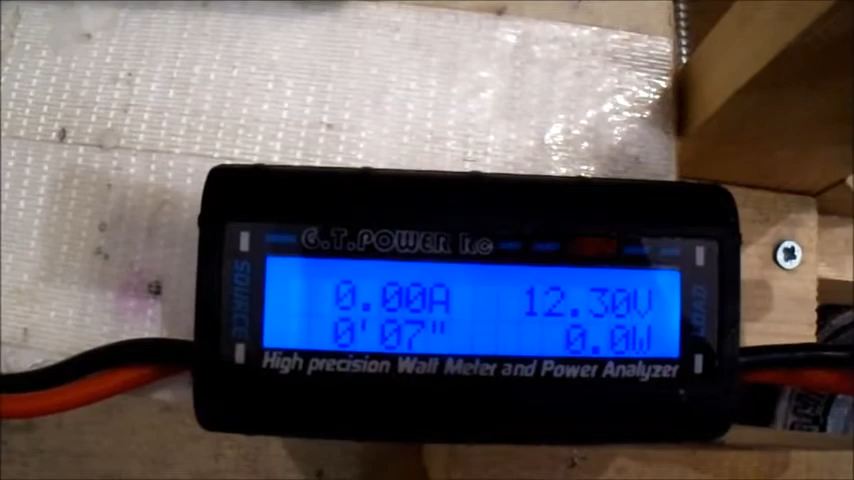 G.T.POWER RC
SOURCE
0.00A 12.30V
0'07" 0.0W
LOAD
High precision Watt Meter and Power Analyzer